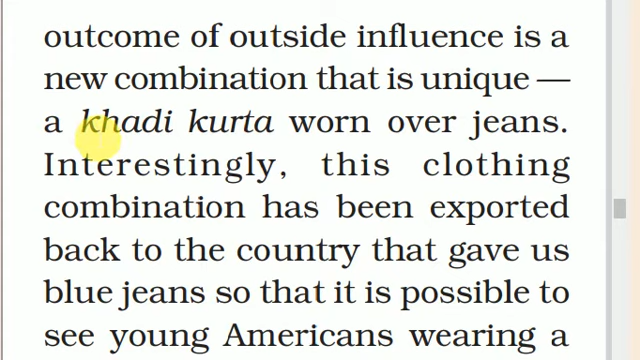 outcome of outside influence is a
new combination that is unique —
a khadi kurta worn over jeans.
Interestingly, this clothing
combination has been exported
back to the country that gave us
blue jeans so that it is possible to
see young Americans wearing a